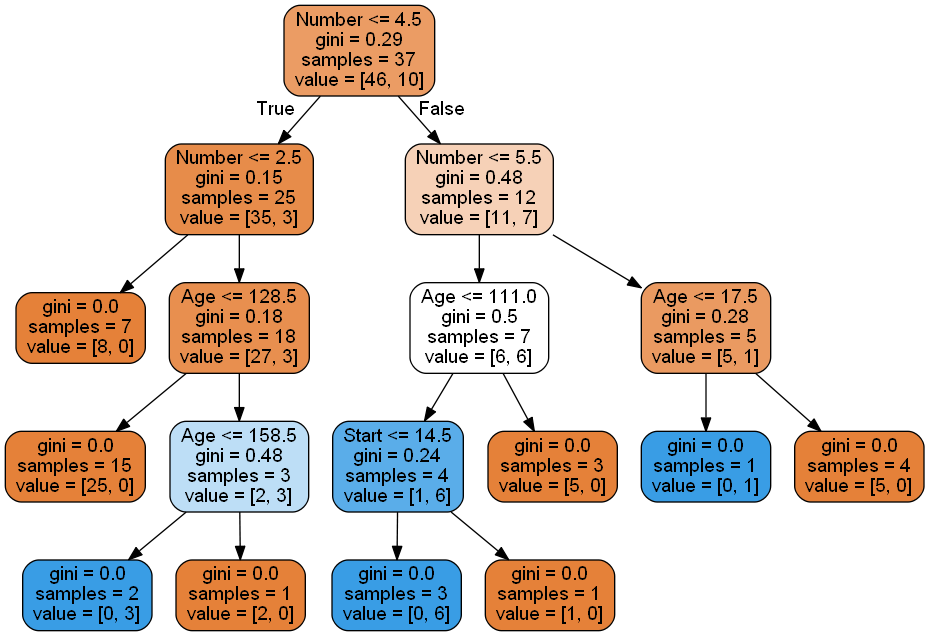 Number <= 4.5
gini = 0.29
samples = 37
value = [46, 10]
True
False
Number <= 2.5
gini = 0.15
samples = 25
value = [35, 3]
Number <= 5.5
gini = 0.48
samples = 12
value = [11, 7]
gini = 0.0
samples = 7
value = [8, 0]
Age <= 128.5
gini = 0.18
samples = 18
value = [27, 3]
Age <= 111.0
gini = 0.5
samples = 7
value = [6, 6]
Age <= 17.5
gini = 0.28
samples = 5
value = [5, 1]
gini = 0.0
samples = 15
value = [25, 0]
Age <= 158.5
gini = 0.48
samples = 3
value = [2, 3]
Start <= 14.5
gini = 0.24
samples = 4
value = [1, 6]
gini = 0.0
samples = 3
value = [5, 0]
gini = 0.0
samples = 1
value = [0, 1]
gini = 0.0
samples = 4
value = [5, 0]
gini = 0.0
samples = 2
value = [0, 3]
gini = 0.0
samples = 1
value = [2, 0]
gini = 0.0
samples = 3
value = [0, 6]
gini = 0.0
samples = 1
value = [1, 0]